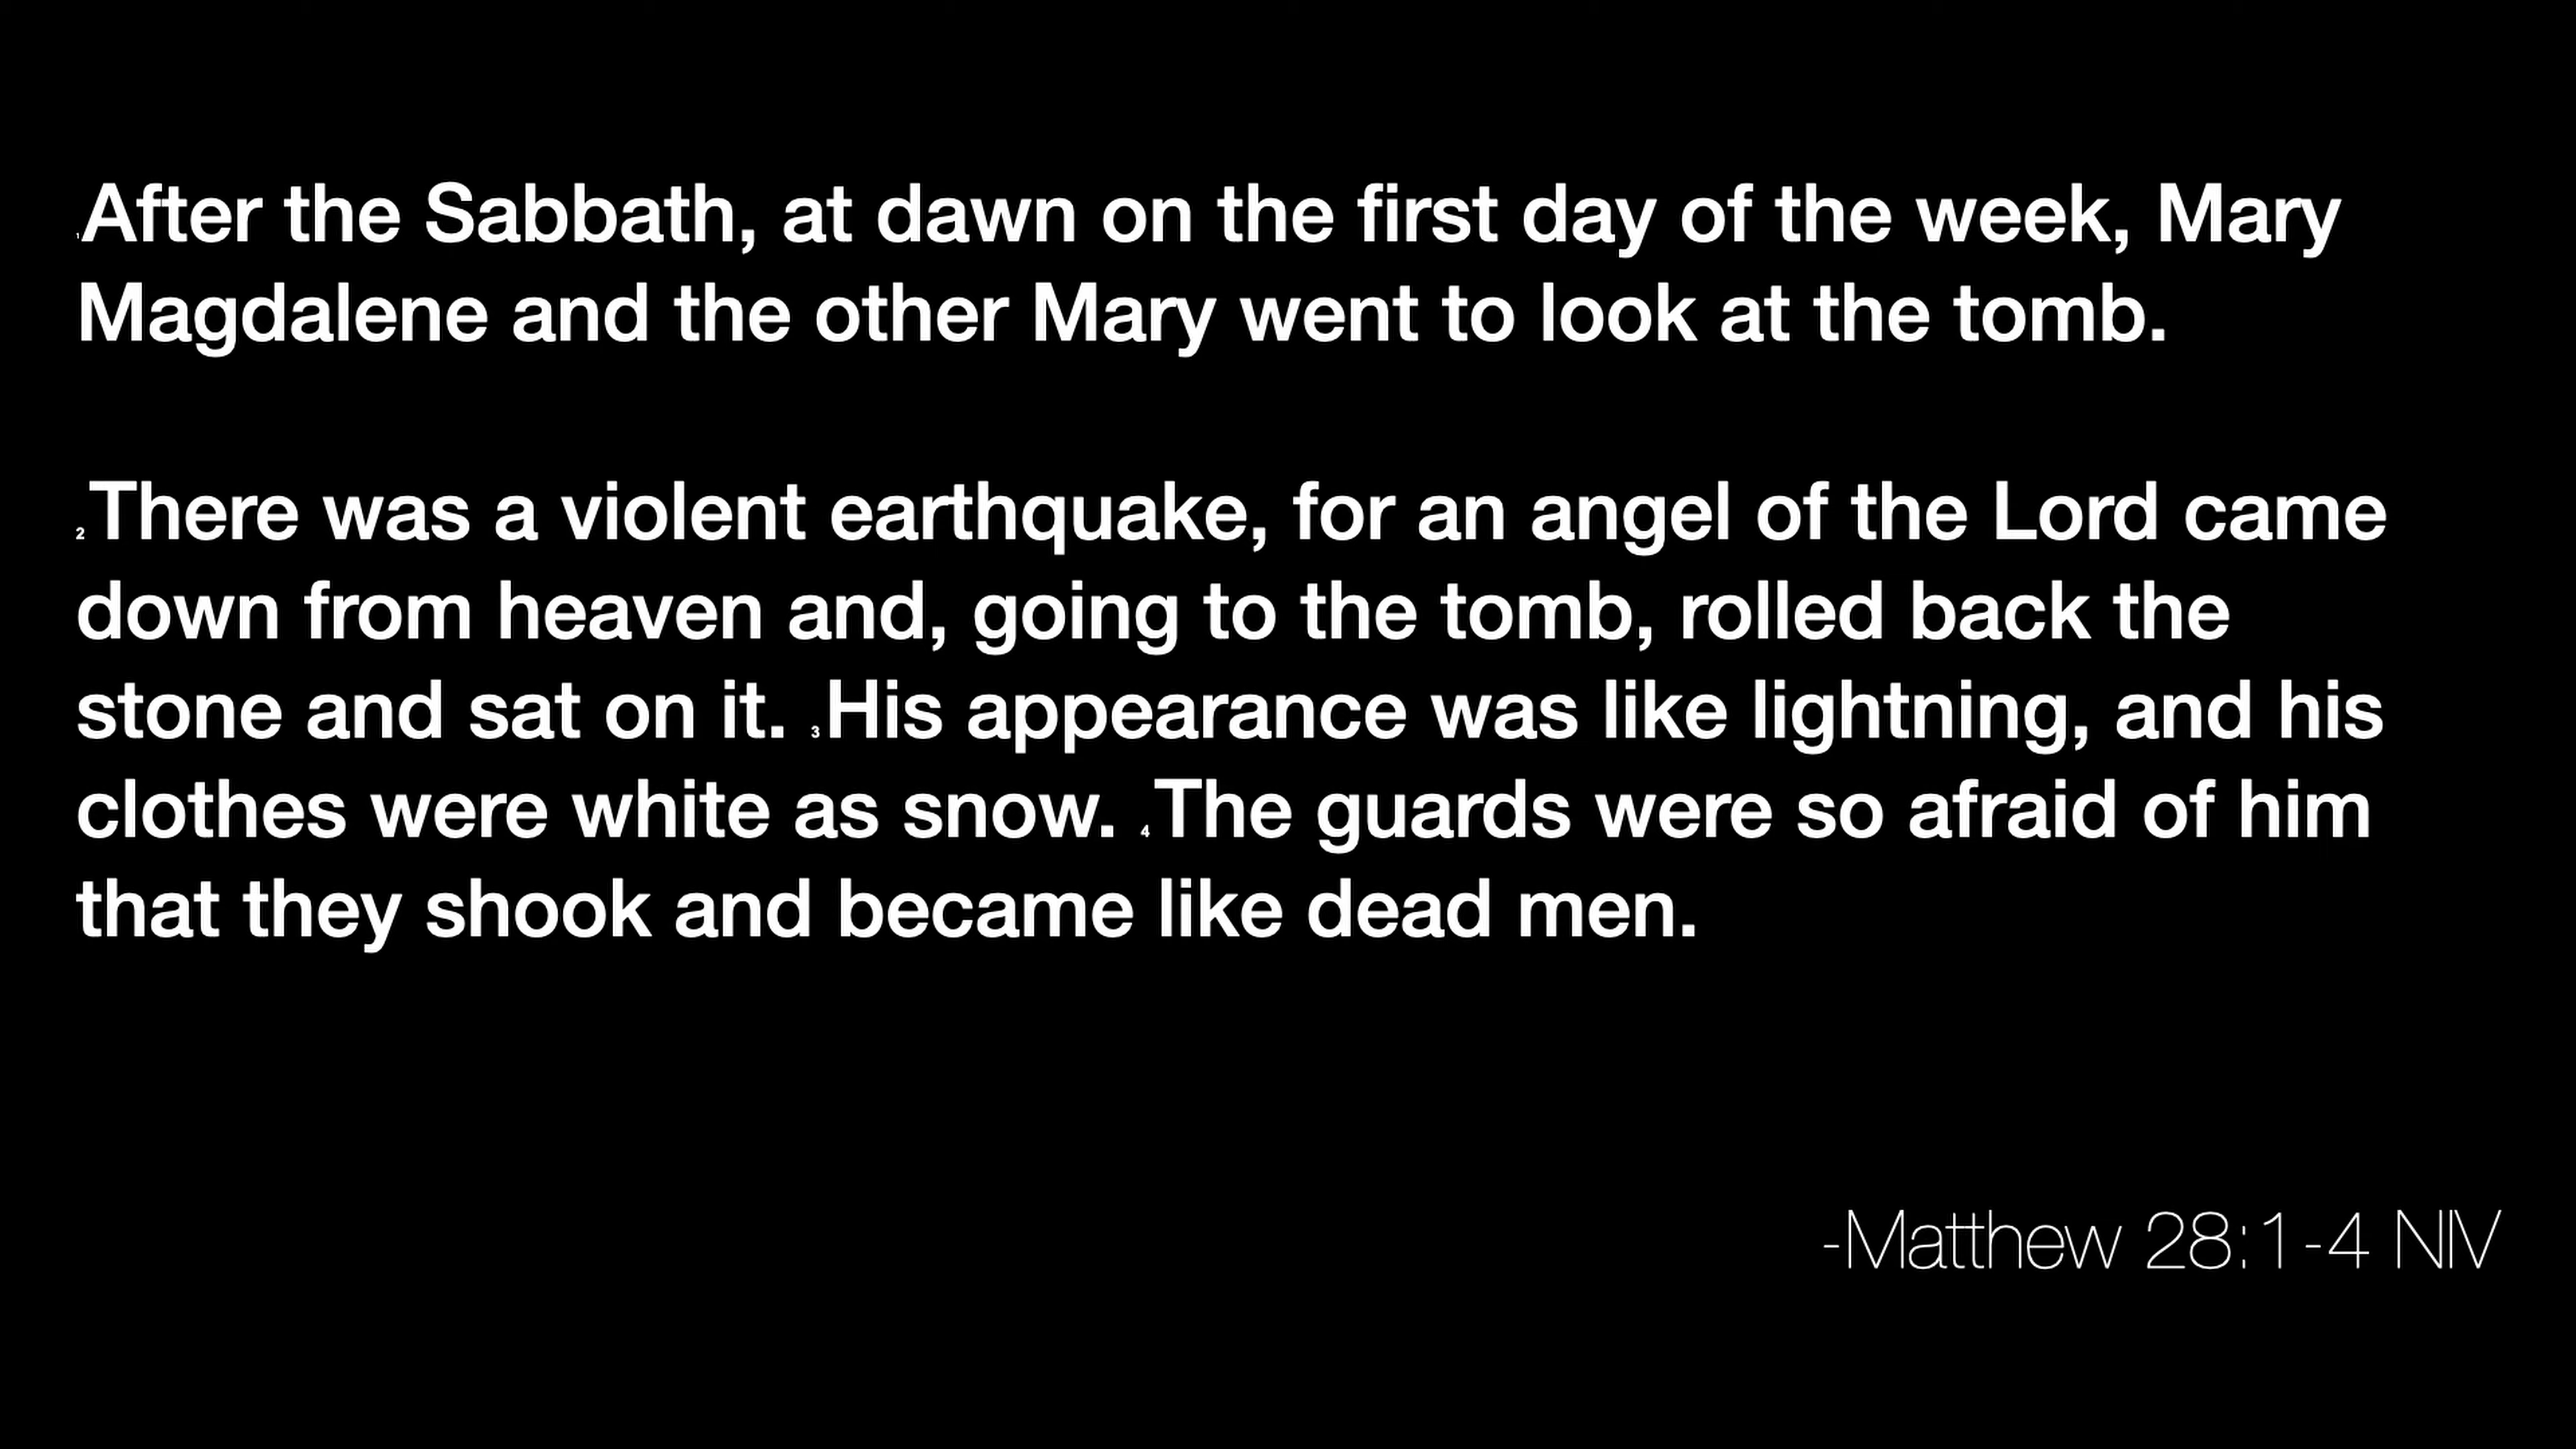 1After the Sabbath, at dawn on the first day of the week, Mary
Magdalene and the other Mary went to look at the tomb.
2There was a violent earthquake, for an angel of the Lord came
down from heaven and, going to the tomb, rolled back the
stone and sat on it. 3His appearance was like lightning, and his
clothes were white as snow. 4The guards were so afraid of him
that they shook and became like dead men.
-Matthew 28:1-4 NIV